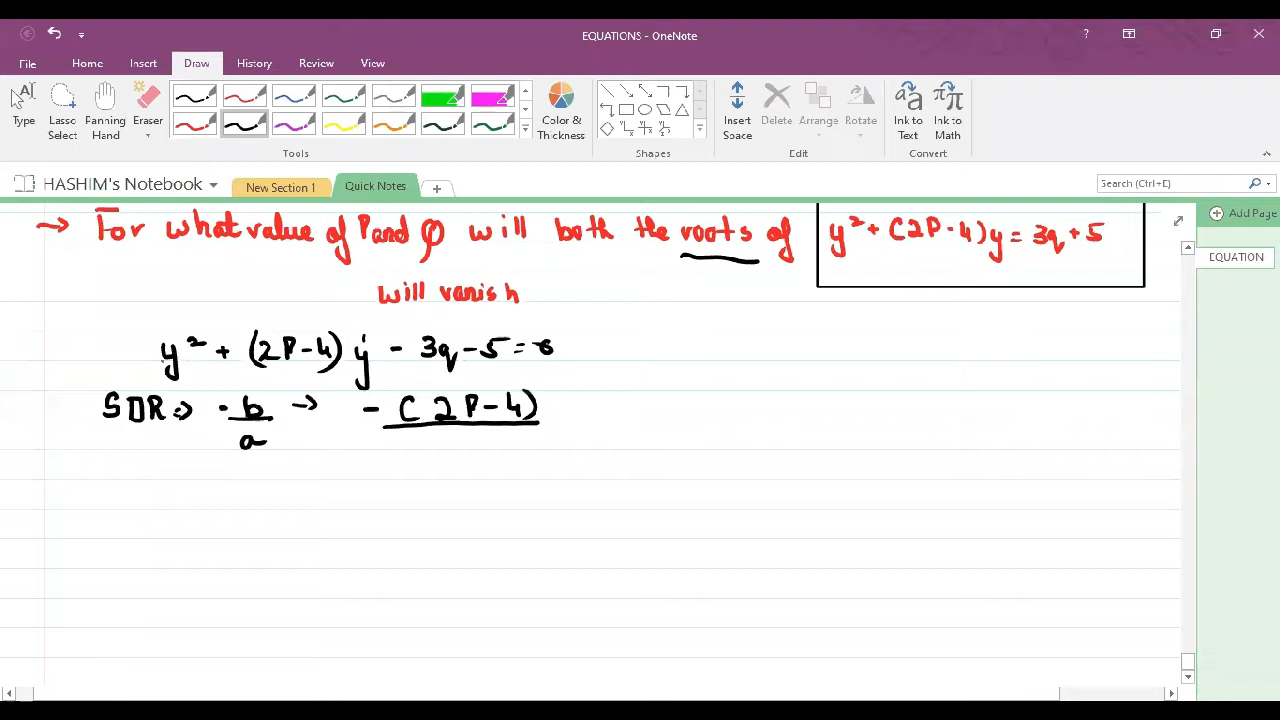 EQUATIONS - OneNote
File Home Insert Draw History Review View
Type Lasso Select Panning Hand Eraser Color & Thickness Insert Space Delete Arrange Rotate Ink to Text Ink to Math
Tools Shapes Edit Convert
HASHIM's Notebook New Section 1 Quick Notes + Search (Ctrl+E)
Add Page
EQUATION
→ For what value of P and φ will both the roots of y² + (2P-4)y = 3q + 5
will vanish
y² + (2P-4) y - 3q - 5 = 0
SOR => -b/a → -(2P-4)